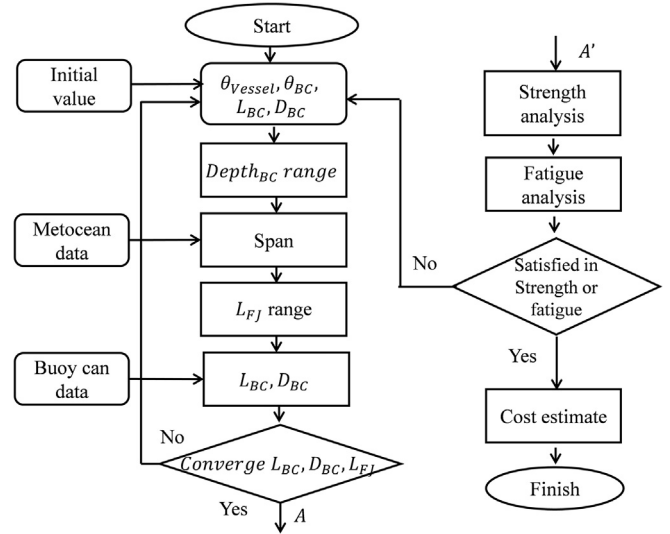 Start
Initial
value
θ_Vessel, θ_BC,
L_BC, D_BC
Depth_BC range
Metocean
data
Span
L_FJ range
Buoy can
data
L_BC, D_BC
No
Converge L_BC, D_BC, L_FJ
Yes
A
A'
Strength
analysis
Fatigue
analysis
No
Satisfied in
Strength or
fatigue
Yes
Cost estimate
Finish